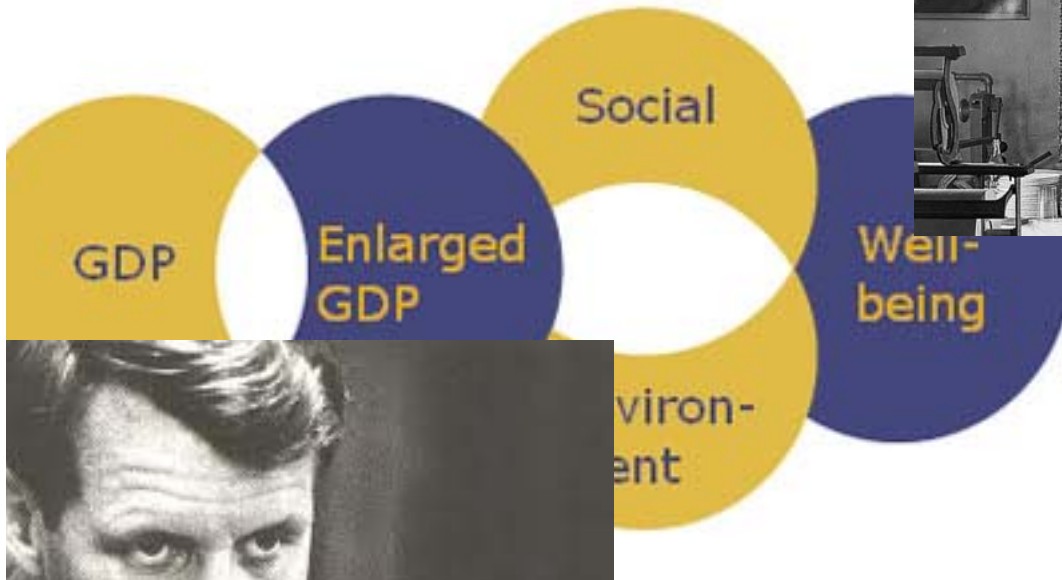 Social
GDP
Enlarged
GDP
Well-
being
viron-
ent